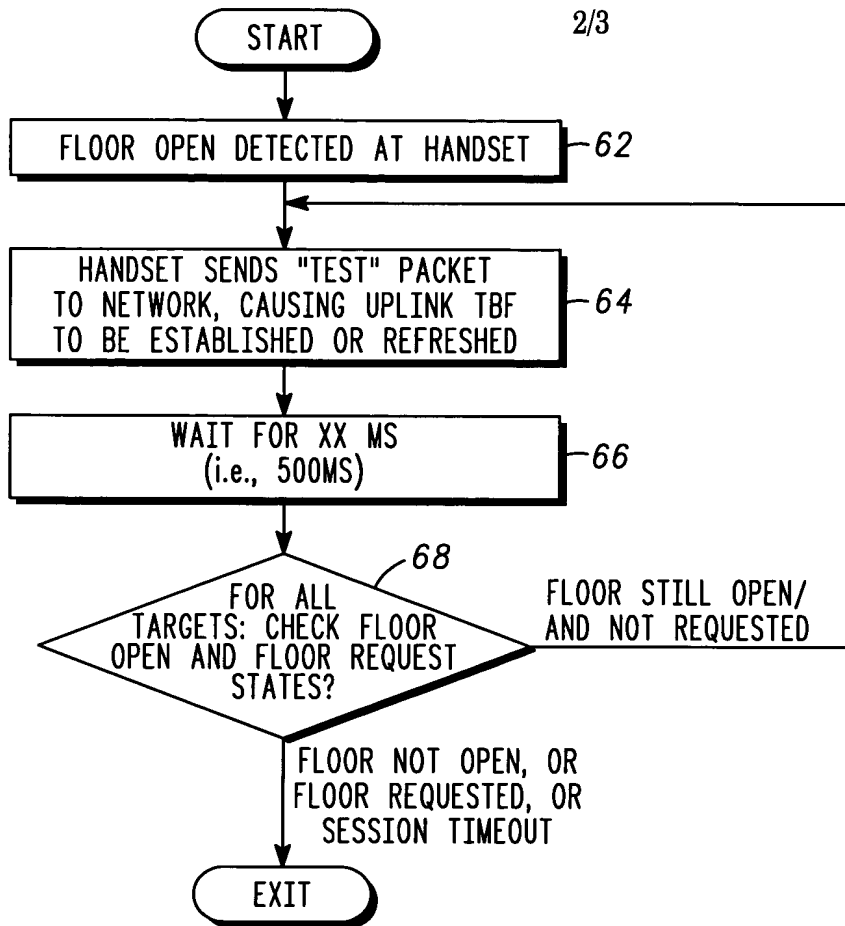 START
2/3
FLOOR OPEN DETECTED AT HANDSET
62
HANDSET SENDS "TEST" PACKET
TO NETWORK, CAUSING UPLINK TBF
TO BE ESTABLISHED OR REFRESHED
64
WAIT FOR XX MS
(i.e., 500MS)
66
68
FOR ALL
TARGETS: CHECK FLOOR
OPEN AND FLOOR REQUEST
STATES?
FLOOR STILL OPEN/
AND NOT REQUESTED
FLOOR NOT OPEN, OR
FLOOR REQUESTED, OR
SESSION TIMEOUT
EXIT